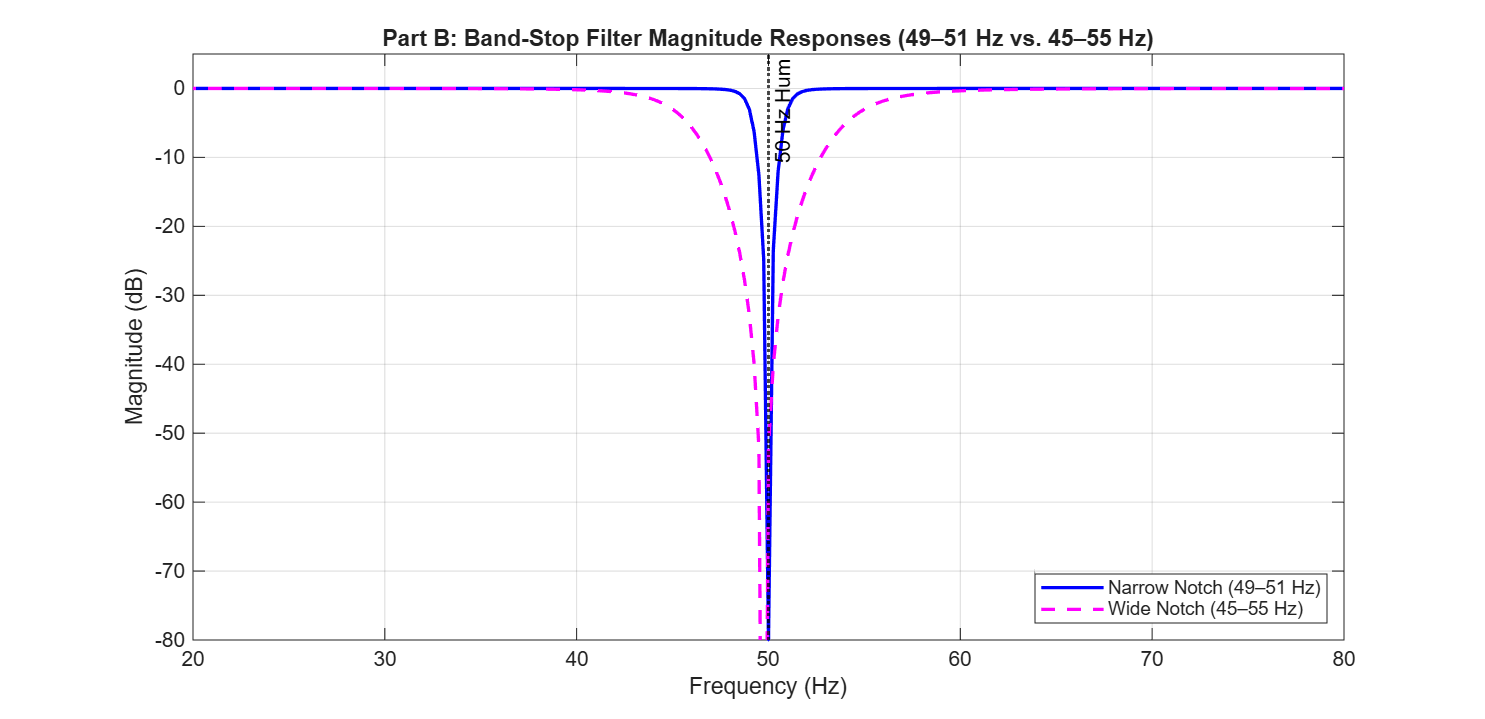 Part B: Band-Stop Filter Magnitude Responses (49–51 Hz vs. 45–55 Hz)
Magnitude (dB)
0
-10
-20
-30
-40
-50
-60
-70
-80
50 Hz Hum
Narrow Notch (49–51 Hz)
Wide Notch (45–55 Hz)
20 30 40 50 60 70 80
Frequency (Hz)